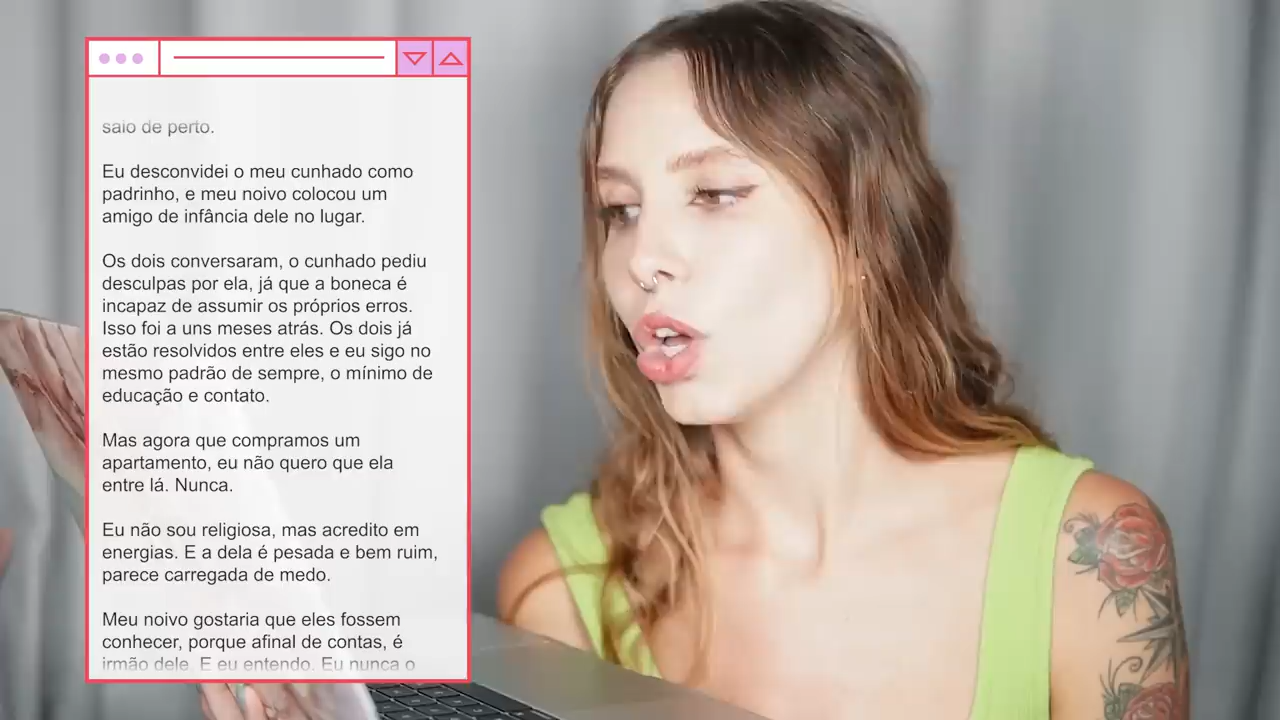 saio de perto.
Eu desconvidei o meu cunhado como
padrinho, e meu noivo colocou um
amigo de infância dele no lugar.
Os dois conversaram, o cunhado pediu
desculpas por ela, já que a boneca é
incapaz de assumir os próprios erros.
Isso foi a uns meses atrás. Os dois já
estão resolvidos entre eles e eu sigo no
mesmo padrão de sempre, o mínimo de
educação e contato.
Mas agora que compramos um
apartamento, eu não quero que ela
entre lá. Nunca.
Eu não sou religiosa, mas acredito em
energias. E a dela é pesada e bem ruim,
parece carregada de medo.
Meu noivo gostaria que eles fossem
conhecer, porque afinal de contas, é
irmão dele. E eu entendo. Eu nunca o